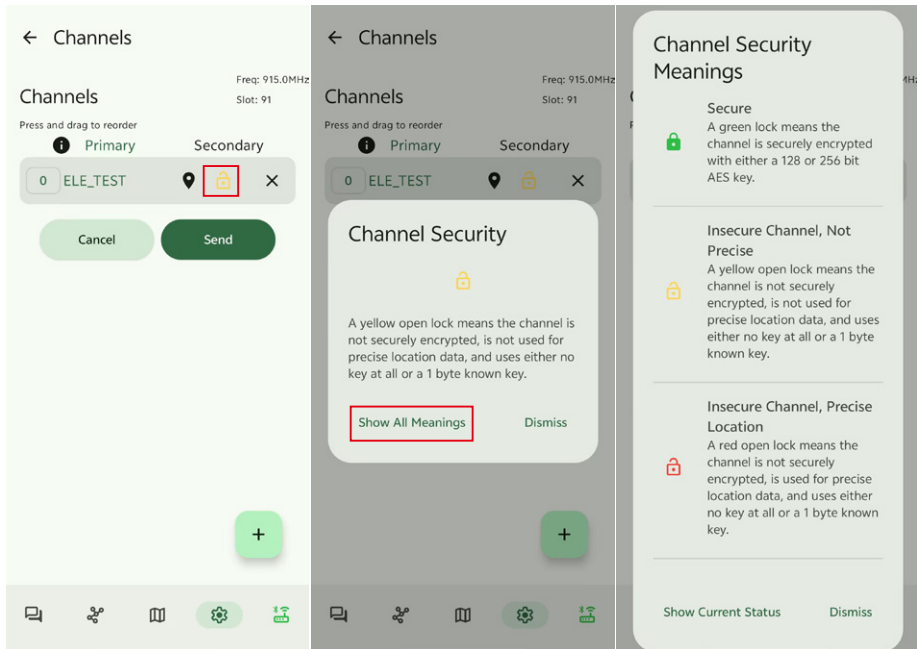 ← Channels
Freq: 915.0MHz
Channels
Slot: 91
Press and drag to reorder
Primary
Secondary
0 ELE_TEST
Cancel
Send
+
← Channels
Freq: 915.0MHz
Channels
Slot: 91
Press and drag to reorder
Primary
Secondary
0 ELE_TEST
Channel Security
A yellow open lock means the channel is
not securely encrypted, is not used for
precise location data, and uses either no
key at all or a 1 byte known key.
Show All Meanings
Dismiss
+
Channel Security
Meanings
Secure
A green lock means the
channel is securely encrypted
with either a 128 or 256 bit
AES key.
Insecure Channel, Not
Precise
A yellow open lock means the
channel is not securely
encrypted, is not used for
precise location data, and uses
either no key at all or a 1 byte
known key.
Insecure Channel, Precise
Location
A red open lock means the
channel is not securely
encrypted, is used for precise
location data, and uses either
no key at all or a 1 byte known
key.
Show Current Status
Dismiss